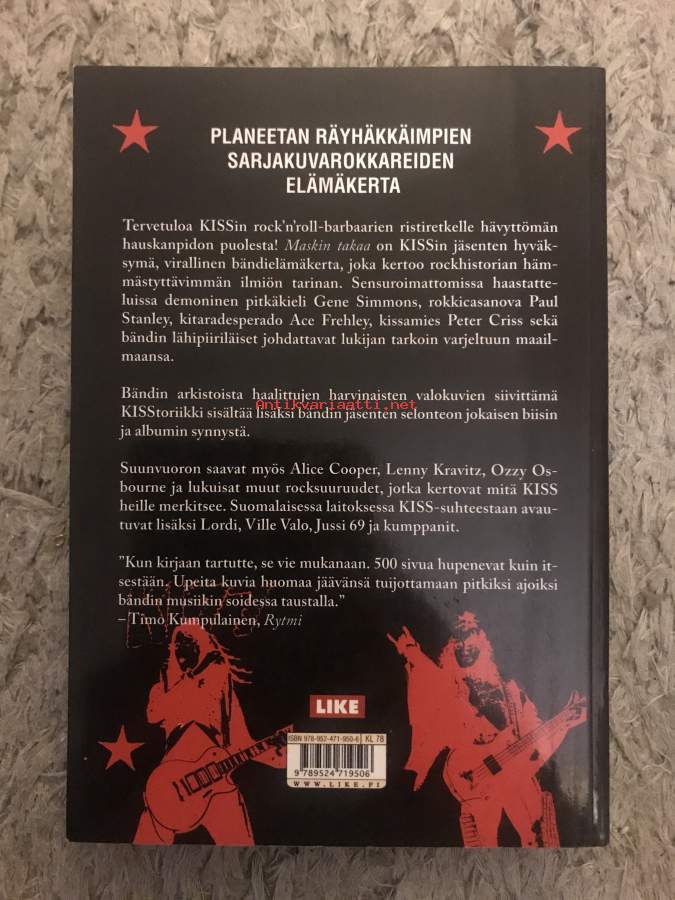 PLANEETAN RÄYHÄKKÄIMPIEN
SARJAKUVAROKKAREIDEN
ELÄMÄKERTA
Tervetuloa KISSin rock'n'roll-barbaarien ristiretkelle hävyttömän
hauskanpidon puolesta! Maskin takaa on KISSin jäsenten hyväk-
symä, virallinen bändielämäkerta, joka kertoo rockhistorian häm-
mästyttävimmän ilmiön tarinan. Sensuroimattomissa haastatte-
luissa demoninen pitkäkieli Gene Simmons, rokkicasanova Paul
Stanley, kitaradesperado Ace Frehley, kissamies Peter Criss sekä
bändin lähipiiriläiset johdattavat lukijan tarkoin varjeltuun maail-
maansa.
Bändin arkistoista haalittujen harvinaisten valokuvien siivittämä
Antikvariaatti.net
KISStoriikki sisältää lisäksi bändin jäsenten selonteon jokaisen biisin
ja albumin synnystä.
Suunvuoron saavat myös Alice Cooper, Lenny Kravitz, Ozzy Os-
bourne ja lukuisat muut rocksuuruudet, jotka kertovat mitä KISS
heille merkitsee. Suomalaisessa laitoksessa KISS-suhteestaan avau-
tuvat lisäksi Lordi, Ville Valo, Jussi 69 ja kumppanit.
"Kun kirjaan tartutte, se vie mukanaan. 500 sivua hupenevat kuin it-
sestään. Upeita kuvia huomaa jäävänsä tuijottamaan pitkiksi ajoiksi
bändin musiikin soidessa taustalla."
– Timo Kumpulainen, Rytmi
LIKE
ISBN 978-952-471-950-6 KL 78
9 789524 719506
WWW.LIKE.FI